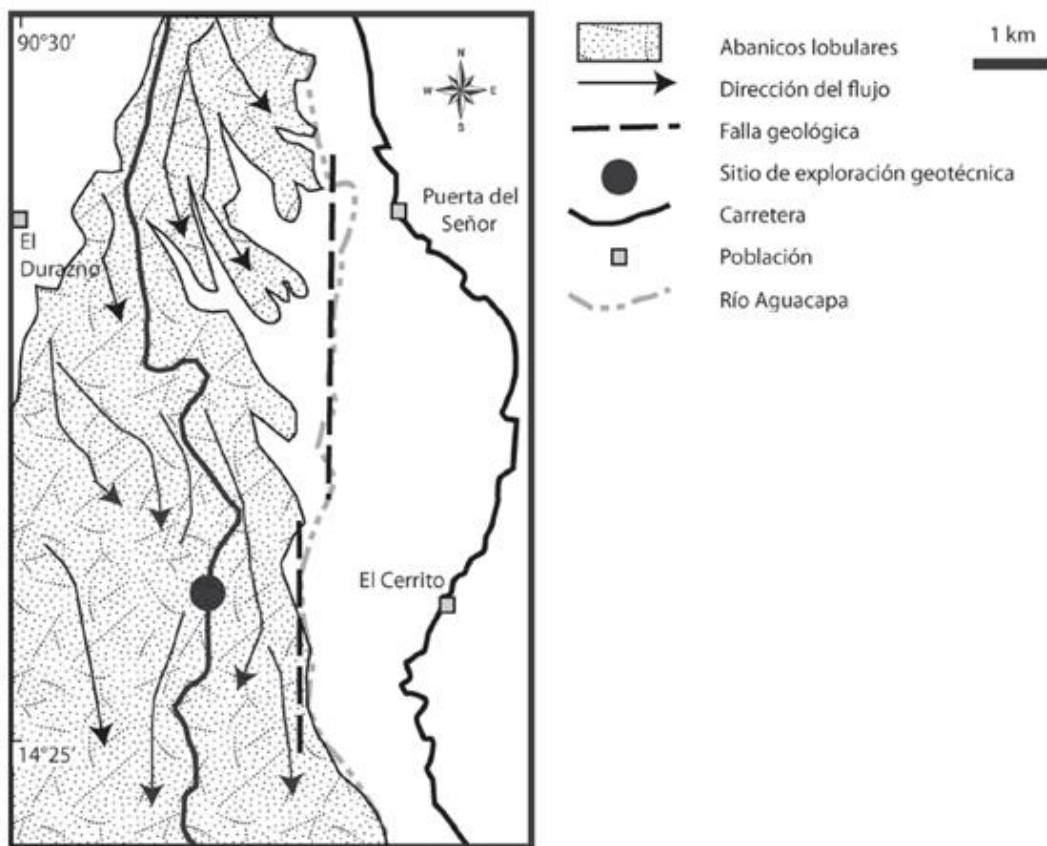 90°30'
N
W
E
S
Puerta del
Señor
El
Durazno
El Cerrito
14°25'
Abanicos lobulares
1 km
Dirección del flujo
Falla geológica
Sitio de exploración geotécnica
Carretera
Población
Río Aguacapa